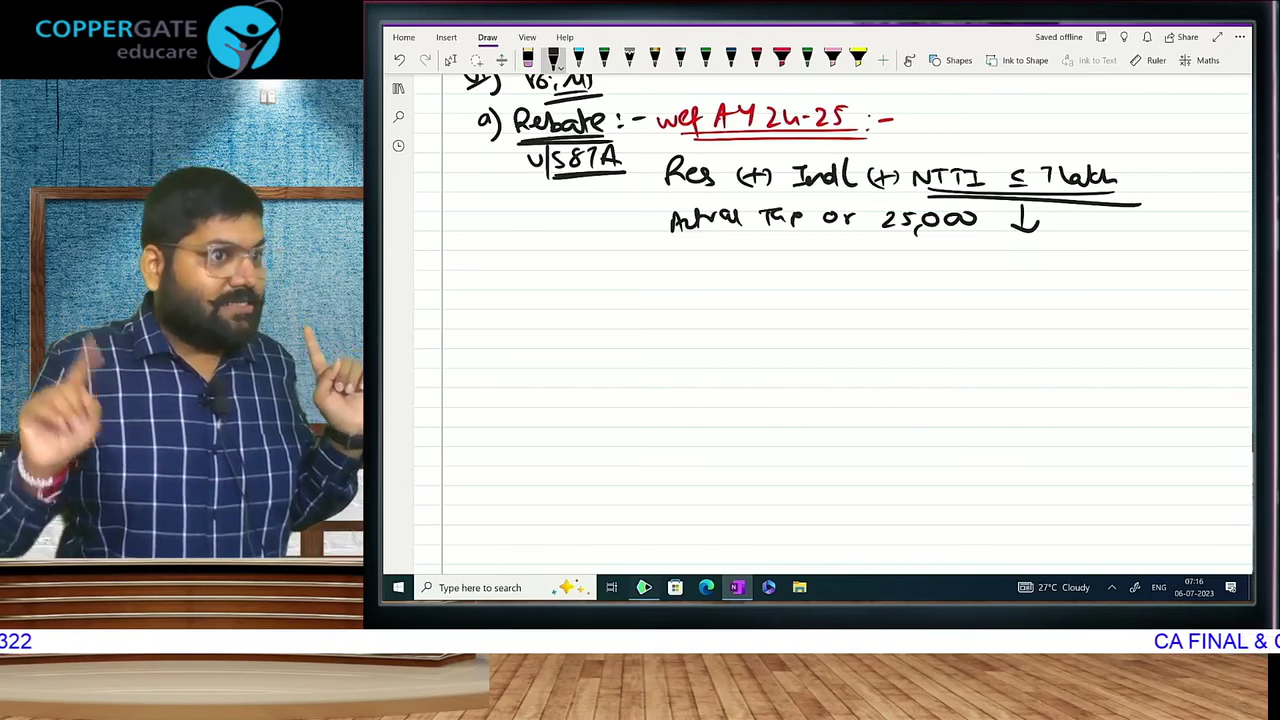 COPPERGATE
educare
Home Insert Draw View Help
Saved offline
Share
Shapes
Ink to Shape
Ink to Text
Ruler
Maths
a) Rebate :- wef AY 24-25 :-
u/s 87A
Res (+) Indl (+) NTTI ≤ 7 lakh
Actual Tap or 25,000 ↓
Type here to search
27°C Cloudy
ENG
07:16
06-07-2023
322
CA FINAL &